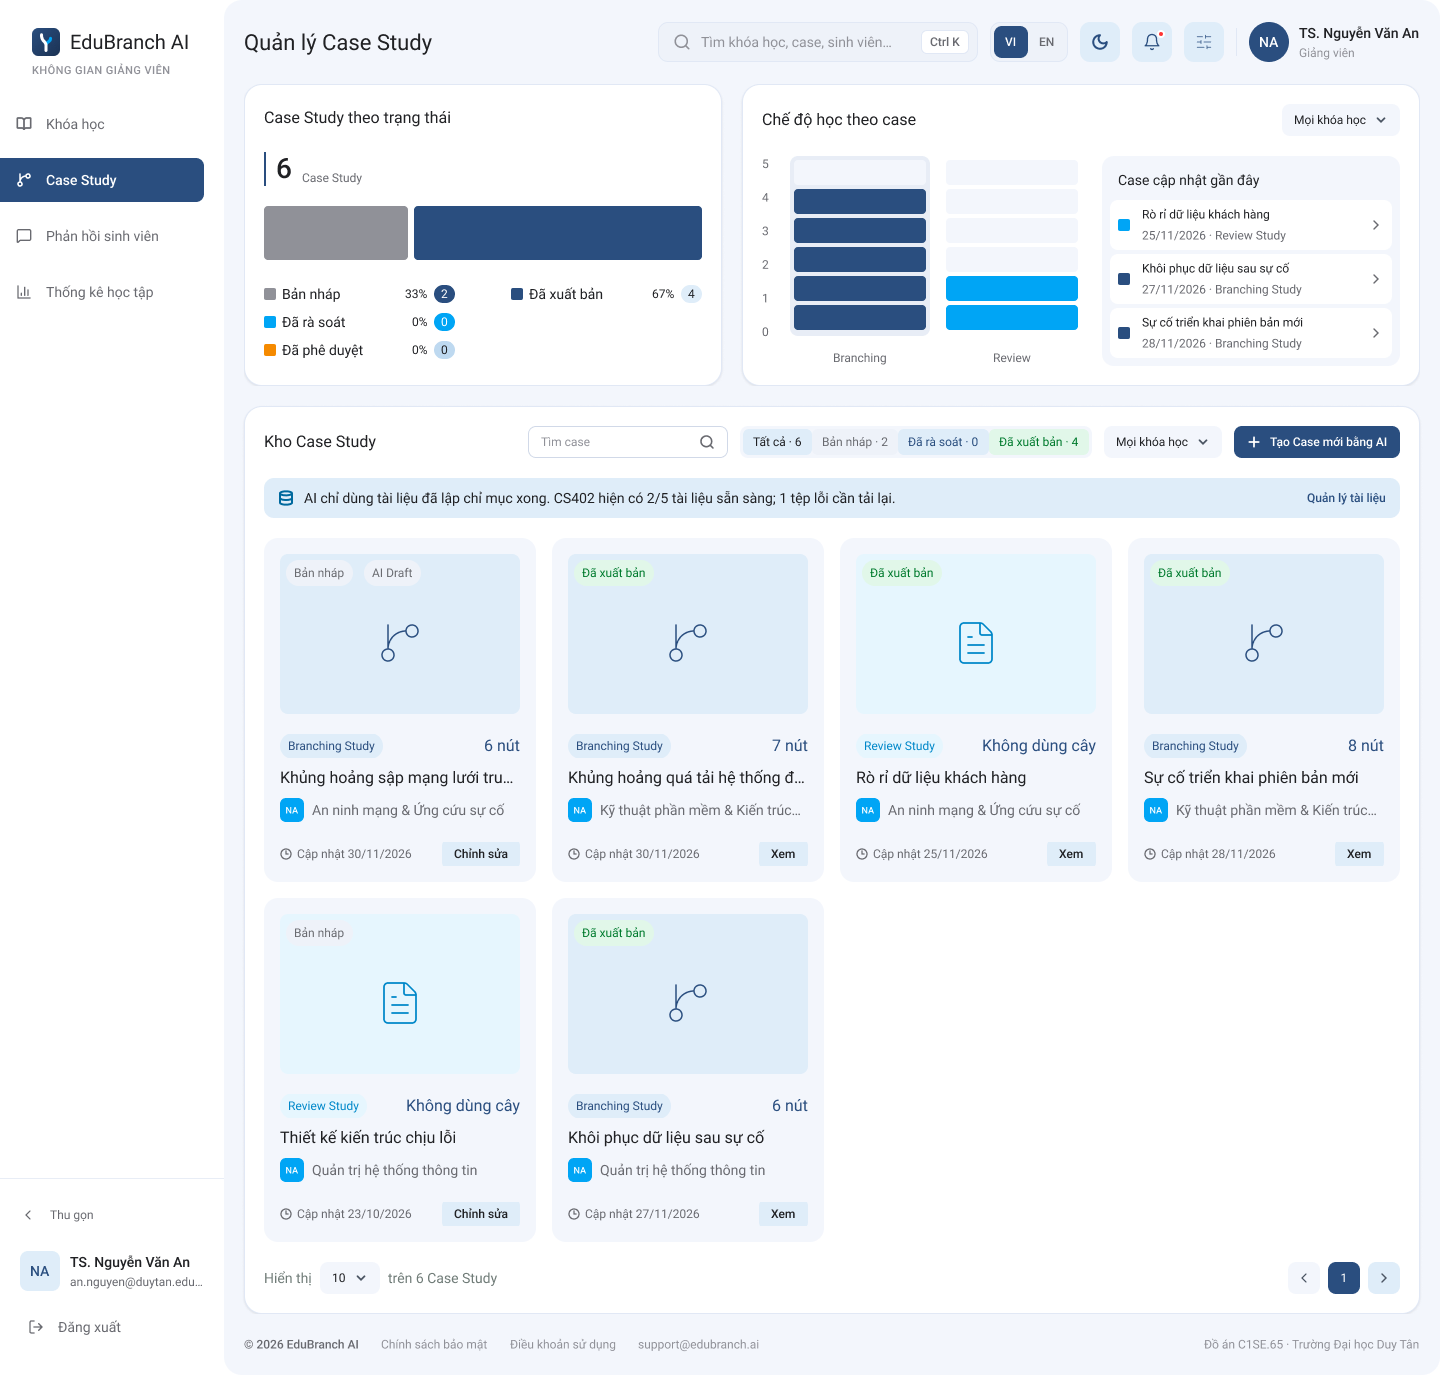 EduBranch AI
KHÔNG GIAN GIẢNG VIÊN
Khóa học
Case Study
Phản hồi sinh viên
Thống kê học tập
Thu gọn
NA
TS. Nguyễn Văn An
an.nguyen@duytan.edu...
Đăng xuất
Quản lý Case Study
Tìm khóa học, case, sinh viên...
Ctrl K
VI
EN
NA
TS. Nguyễn Văn An
Giảng viên
Case Study theo trạng thái
6 Case Study
Bản nháp 33% 2
Đã xuất bản 67% 4
Đã rà soát 0% 0
Đã phê duyệt 0% 0
Chế độ học theo case
Mọi khóa học
5
4
3
2
1
0
Branching
Review
Case cập nhật gần đây
Rò rỉ dữ liệu khách hàng
25/11/2026 · Review Study
Khôi phục dữ liệu sau sự cố
27/11/2026 · Branching Study
Sự cố triển khai phiên bản mới
28/11/2026 · Branching Study
Kho Case Study
Tìm case
Tất cả · 6
Bản nháp · 2
Đã rà soát · 0
Đã xuất bản · 4
Mọi khóa học
Tạo Case mới bằng AI
AI chỉ dùng tài liệu đã lập chỉ mục xong. CS402 hiện có 2/5 tài liệu sẵn sàng; 1 tệp lỗi cần tải lại.
Quản lý tài liệu
Bản nháp
AI Draft
Branching Study
6 nút
Khủng hoảng sập mạng lưới tru...
NA
An ninh mạng & Ứng cứu sự cố
Cập nhật 30/11/2026
Chỉnh sửa
Đã xuất bản
Branching Study
7 nút
Khủng hoảng quá tải hệ thống đ...
NA
Kỹ thuật phần mềm & Kiến trúc...
Cập nhật 30/11/2026
Xem
Đã xuất bản
Review Study
Không dùng cây
Rò rỉ dữ liệu khách hàng
NA
An ninh mạng & Ứng cứu sự cố
Cập nhật 25/11/2026
Xem
Đã xuất bản
Branching Study
8 nút
Sự cố triển khai phiên bản mới
NA
Kỹ thuật phần mềm & Kiến trúc...
Cập nhật 28/11/2026
Xem
Bản nháp
Review Study
Không dùng cây
Thiết kế kiến trúc chịu lỗi
NA
Quản trị hệ thống thông tin
Cập nhật 23/10/2026
Chỉnh sửa
Đã xuất bản
Branching Study
6 nút
Khôi phục dữ liệu sau sự cố
NA
Quản trị hệ thống thông tin
Cập nhật 27/11/2026
Xem
Hiển thị 10 trên 6 Case Study
1
© 2026 EduBranch AI
Chính sách bảo mật
Điều khoản sử dụng
support@edubranch.ai
Đồ án C1SE.65 · Trường Đại học Duy Tân